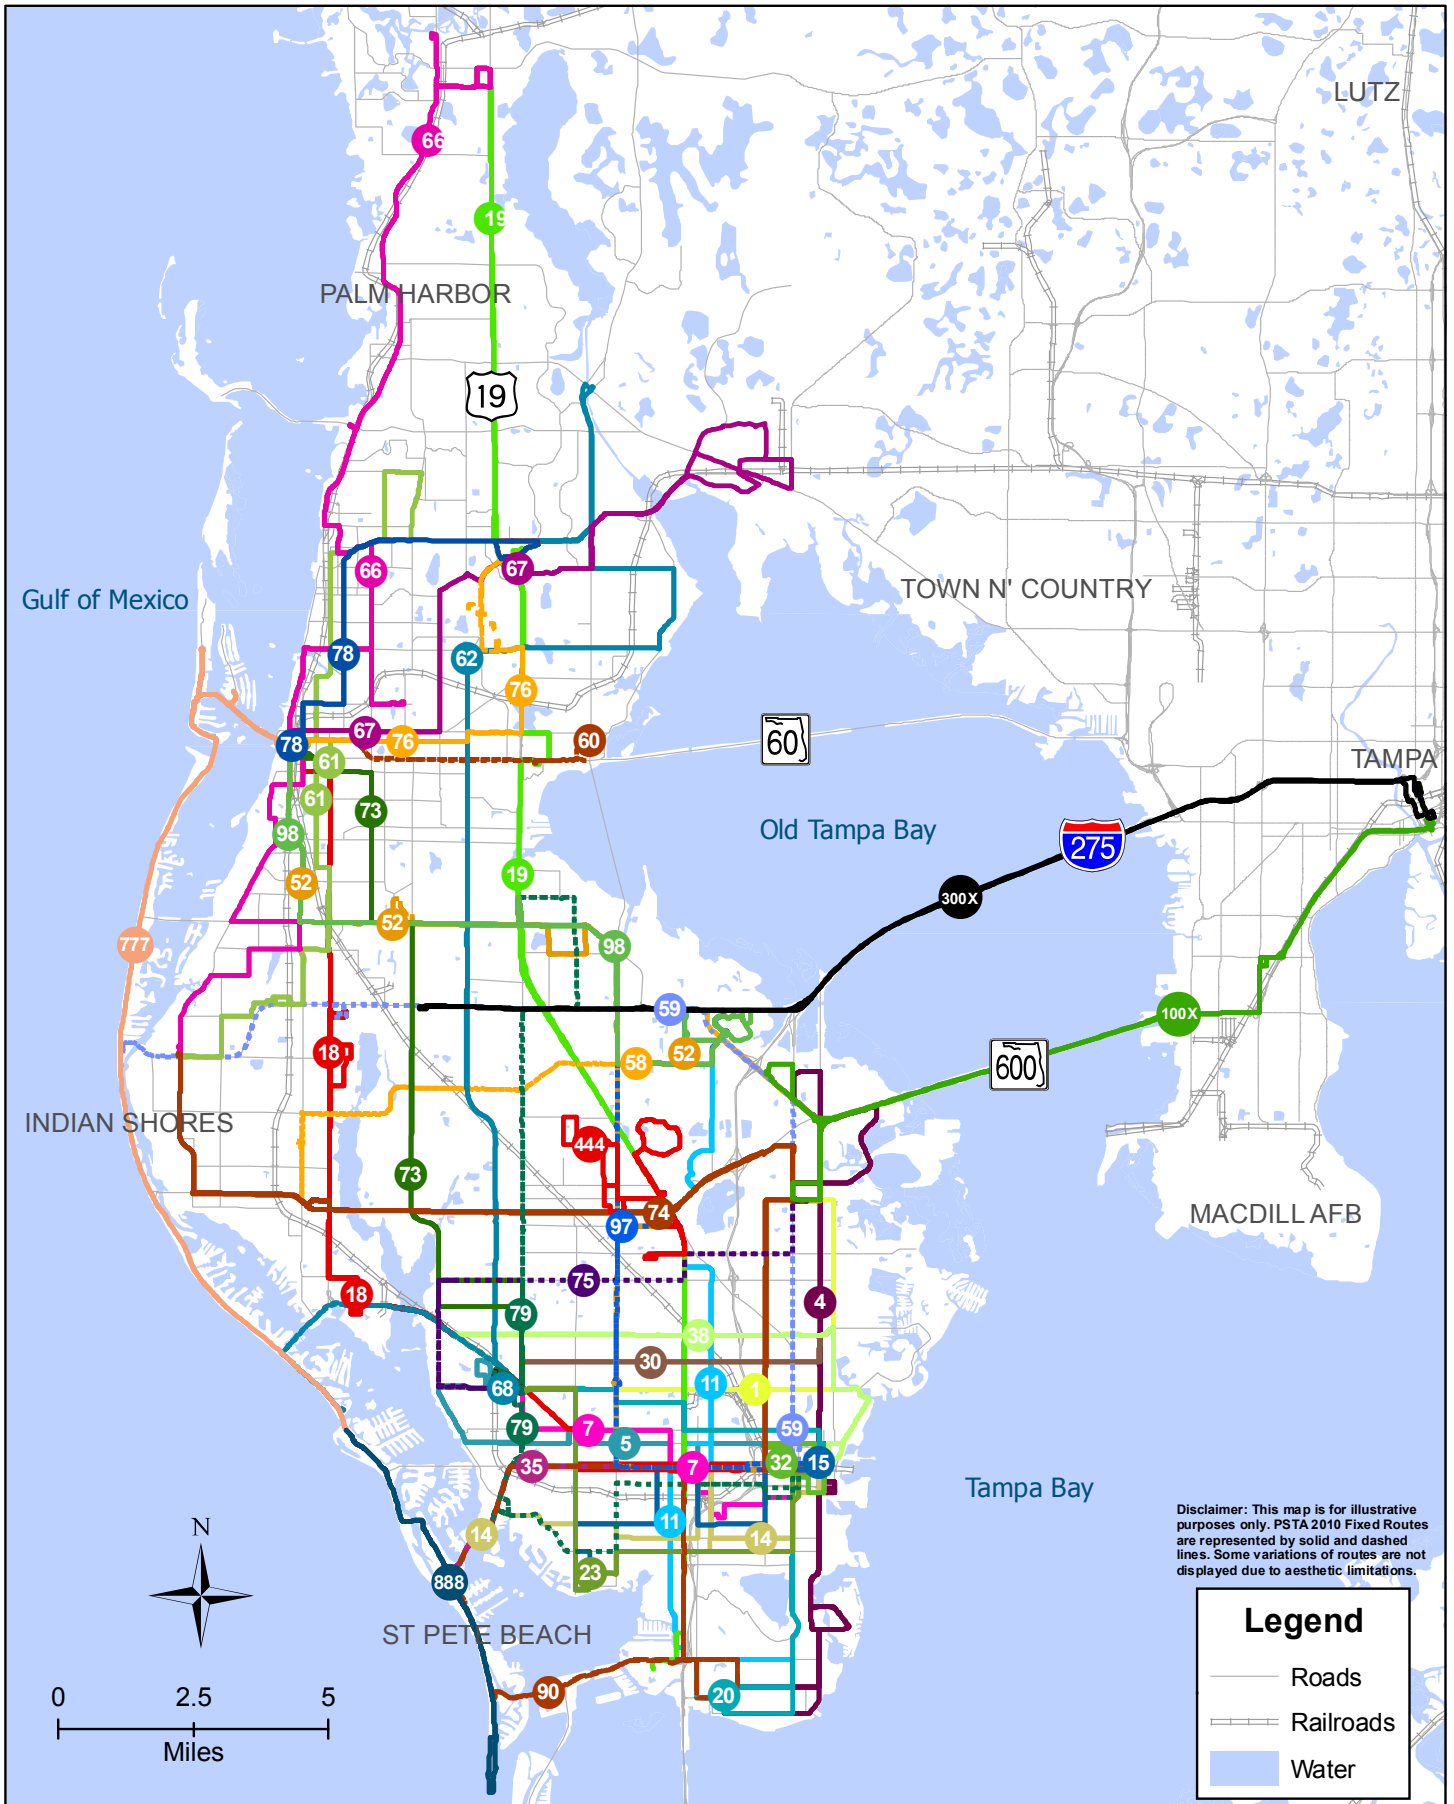 LUTZ
66
19
PALM HARBOR
19
67
66
TOWN N' COUNTRY
Gulf of Mexico
78
62
76
67
76
60
60
78
61
TAMPA
61
73
98
Old Tampa Bay
275
19
52
300X
52
777
98
59
100X
18
52
58
600
INDIAN SHORES
444
73
74
MACDILL AFB
97
75
18
4
79
38
30
68
11
1
79
7
59
5
35
7
32
15
Tampa Bay
11
14
14
N
23
888
Disclaimer: This map is for illustrative
purposes only. PSTA 2010 Fixed Routes
are represented by solid and dashed
lines. Some variations of routes are not
displayed due to aesthetic limitations.
ST PETE BEACH
90
20
Legend
Roads
Railroads
Water
0 2.5 5
Miles